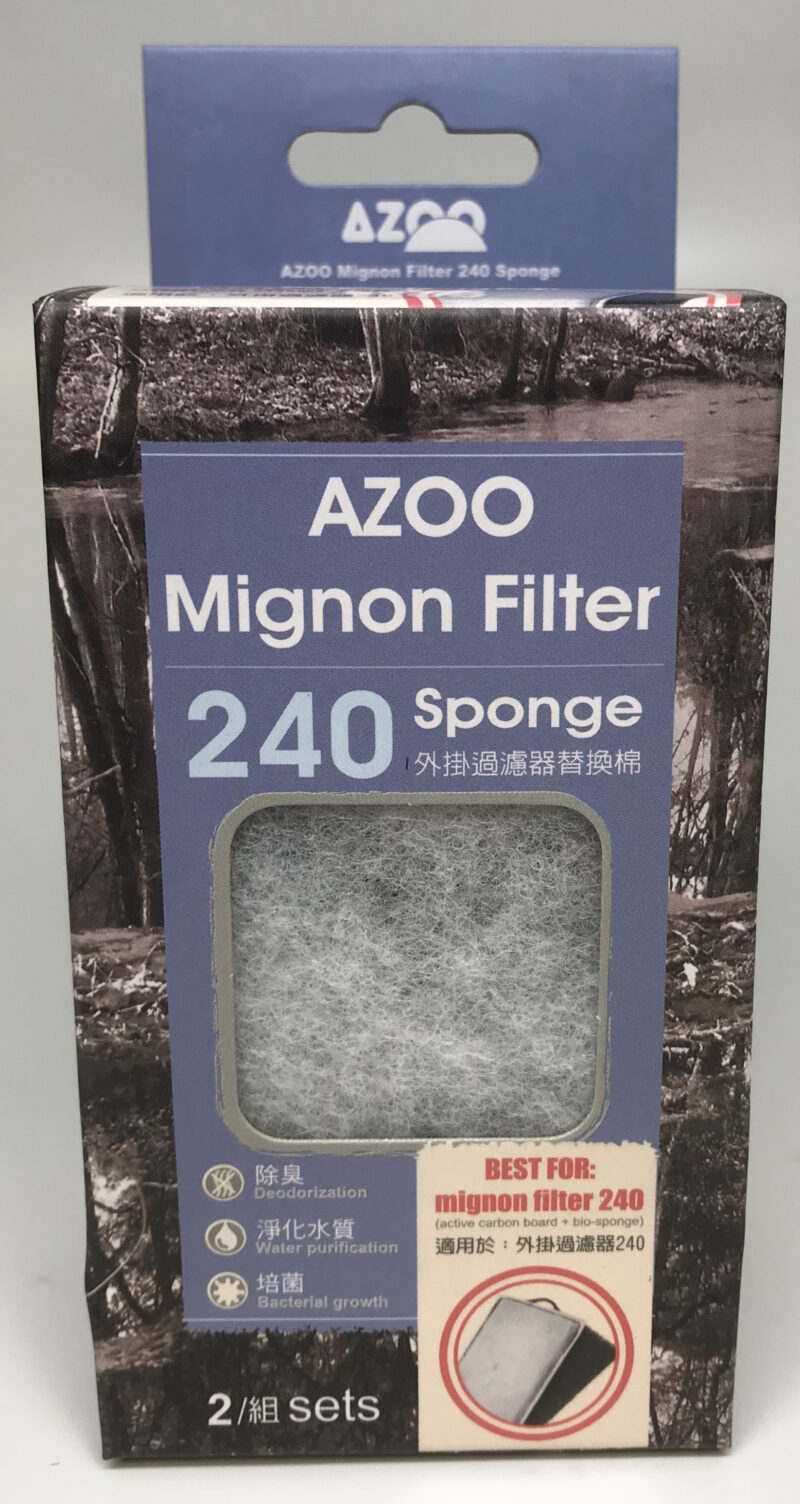 AZOO
AZOO Mignon Filter 240 Sponge
AZOO
Mignon Filter
240 Sponge
外掛過濾器替換棉
除臭
Deodorization
淨化水質
Water purification
培菌
Bacterial growth
BEST FOR:
mignon filter 240
(active carbon board + bio-sponge)
適用於：外掛過濾器240
2/組 sets